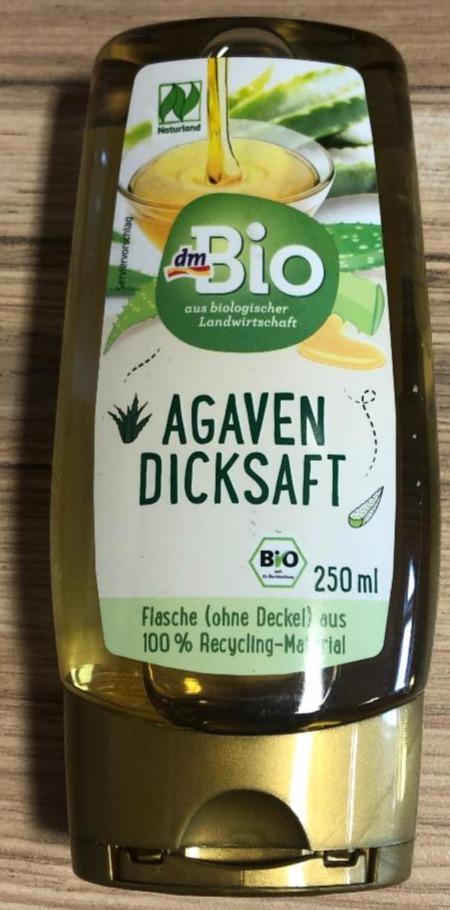 Naturland
Serviervorschlag
dm
Bio
aus biologischer
Landwirtschaft
AGAVEN
DICKSAFT
BiO
250 ml
Flasche (ohne Deckel) aus
100 % Recycling-Material